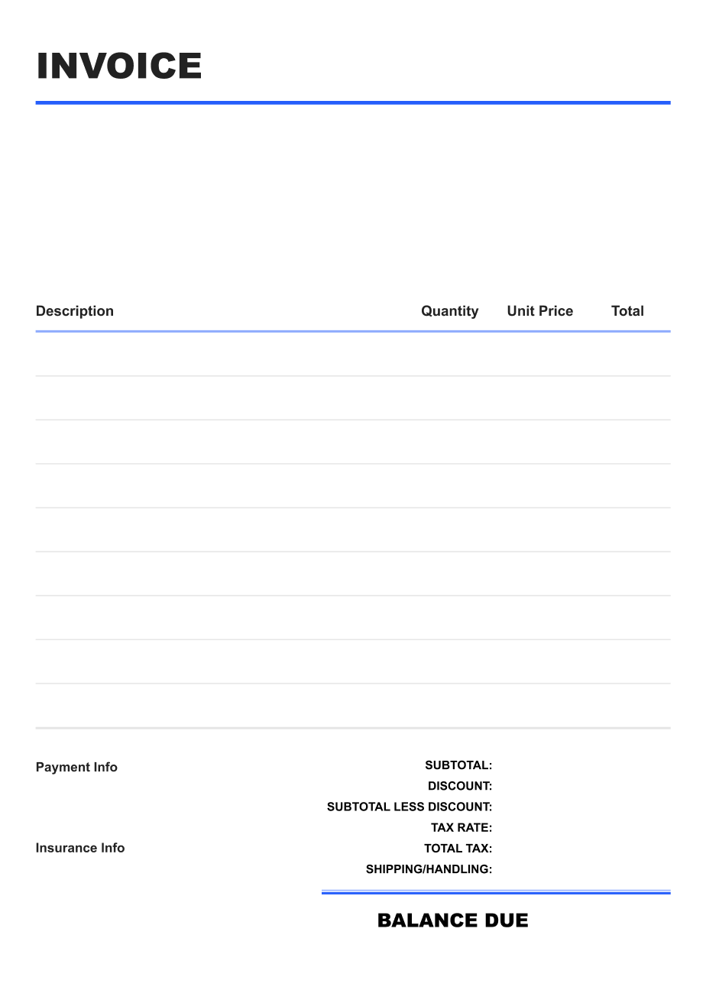 INVOICE
Description Quantity Unit Price Total
Payment Info
SUBTOTAL:
DISCOUNT:
SUBTOTAL LESS DISCOUNT:
TAX RATE:
Insurance Info
TOTAL TAX:
SHIPPING/HANDLING:
BALANCE DUE